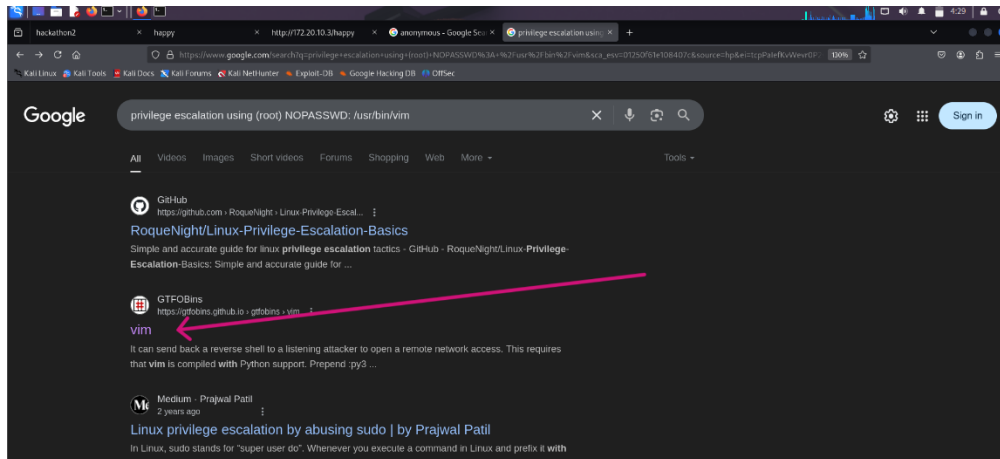 4:29
hackathon2
happy
http://172.20.10.3/happy
anonymous - Google Sea
privilege escalation using
https://www.google.com/search?q=privilege+escalation+using+(root)+NOPASSWD%3A+%2Fusr%2Fbin%2Fvim&sca_esv=01250f61e108407c&source=hp&ei=
120%
Kali Linux Kali Tools Kali Docs Kali Forums Kali NetHunter Exploit-DB Google Hacking DB OffSec
Google
privilege escalation using (root) NOPASSWD: /usr/bin/vim
Sign in
All Videos Images Short videos Forums Shopping Web More Tools
GitHub
https://github.com › RoqueNight › Linux-Privilege-Escal...
RoqueNight/Linux-Privilege-Escalation-Basics
Simple and accurate guide for linux privilege escalation tactics - GitHub - RoqueNight/Linux-Privilege-
Escalation-Basics: Simple and accurate guide for ...
GTFOBins
https://gtfobins.github.io › gtfobins › vim
vim
It can send back a reverse shell to a listening attacker to open a remote network access. This requires
that vim is compiled with Python support. Prepend :py3 ...
Medium · Prajwal Patil
2 years ago
Linux privilege escalation by abusing sudo | by Prajwal Patil
In Linux, sudo stands for "super user do". Whenever you execute a command in Linux and prefix it with